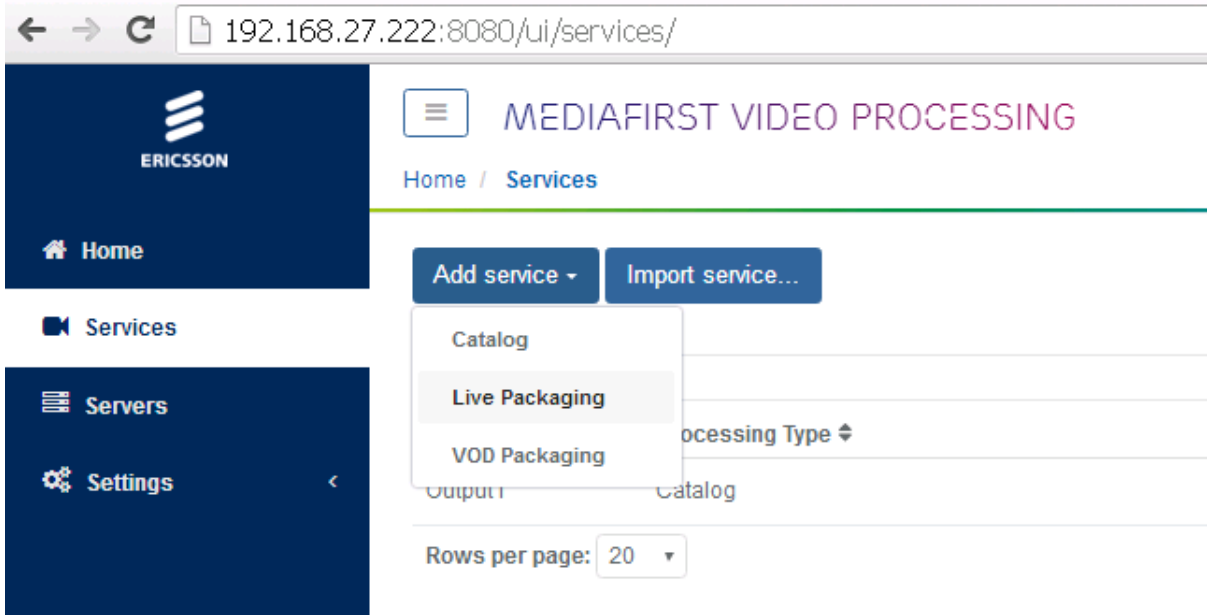 192.168.27.222:8080/ui/services/
ERICSSON
MEDIAFIRST VIDEO PROCESSING
Home / Services
Home
Services
Servers
Settings
Add service
Import service...
Catalog
Live Packaging
VOD Packaging
ocessing Type
Catalog
Rows per page: 20